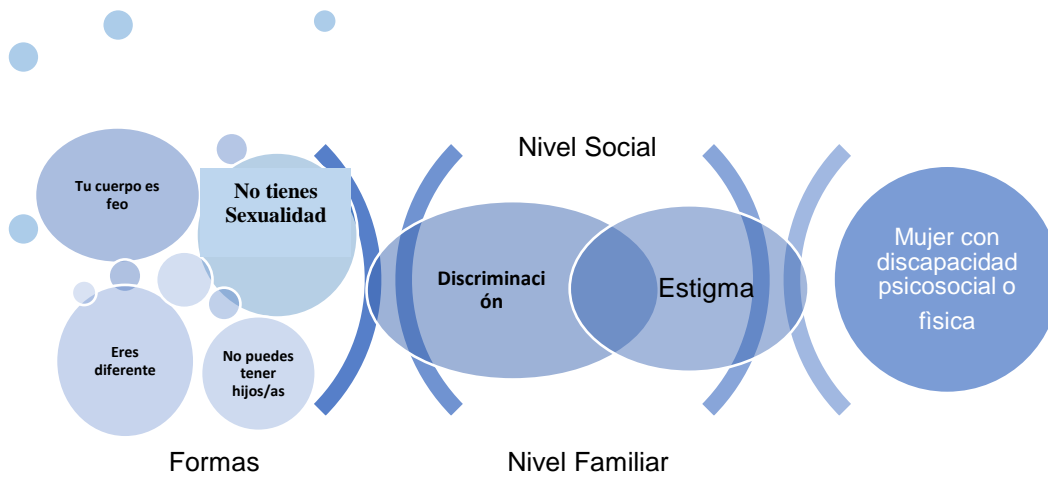 Tu cuerpo es
feo
No tienes
Sexualidad
Eres
diferente
No puedes
tener
hijos/as
Formas
Nivel Social
Discriminaci
ón
Estigma
Nivel Familiar
Mujer con
discapacidad
psicosocial o
fìsica